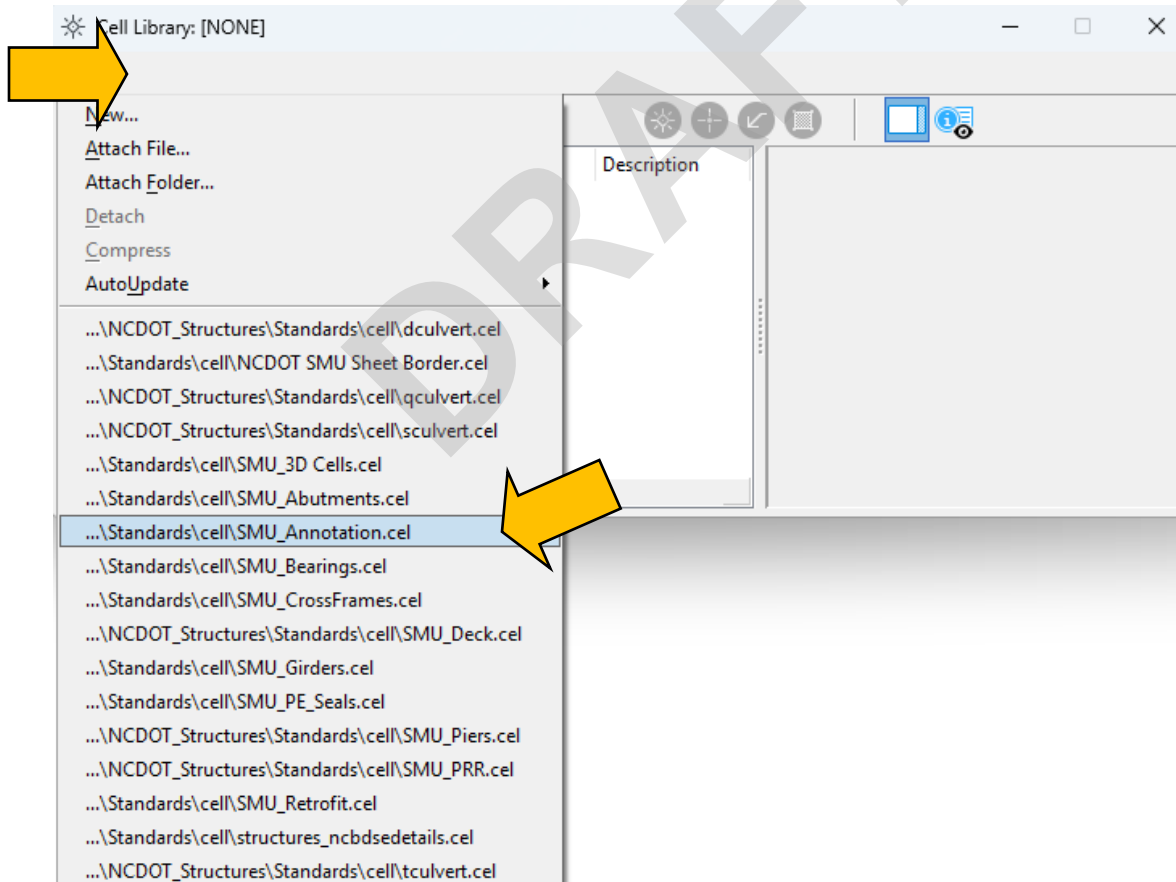 Cell Library: [NONE]
New...
Attach File...
Attach Folder...
Detach
Compress
AutoUpdate
Description
...\NCDOT_Structures\Standards\cell\dculvert.cel
...\Standards\cell\NCDOT SMU Sheet Border.cel
...\NCDOT_Structures\Standards\cell\qculvert.cel
...\NCDOT_Structures\Standards\cell\sculvert.cel
...\Standards\cell\SMU_3D Cells.cel
...\Standards\cell\SMU_Abutments.cel
...\Standards\cell\SMU_Annotation.cel
...\Standards\cell\SMU_Bearings.cel
...\Standards\cell\SMU_CrossFrames.cel
...\NCDOT_Structures\Standards\cell\SMU_Deck.cel
...\Standards\cell\SMU_Girders.cel
...\Standards\cell\SMU_PE_Seals.cel
...\NCDOT_Structures\Standards\cell\SMU_Piers.cel
...\NCDOT_Structures\Standards\cell\SMU_PRR.cel
...\Standards\cell\SMU_Retrofit.cel
...\Standards\cell\structures_ncbdsedetails.cel
...\NCDOT_Structures\Standards\cell\tculvert.cel
DRAF